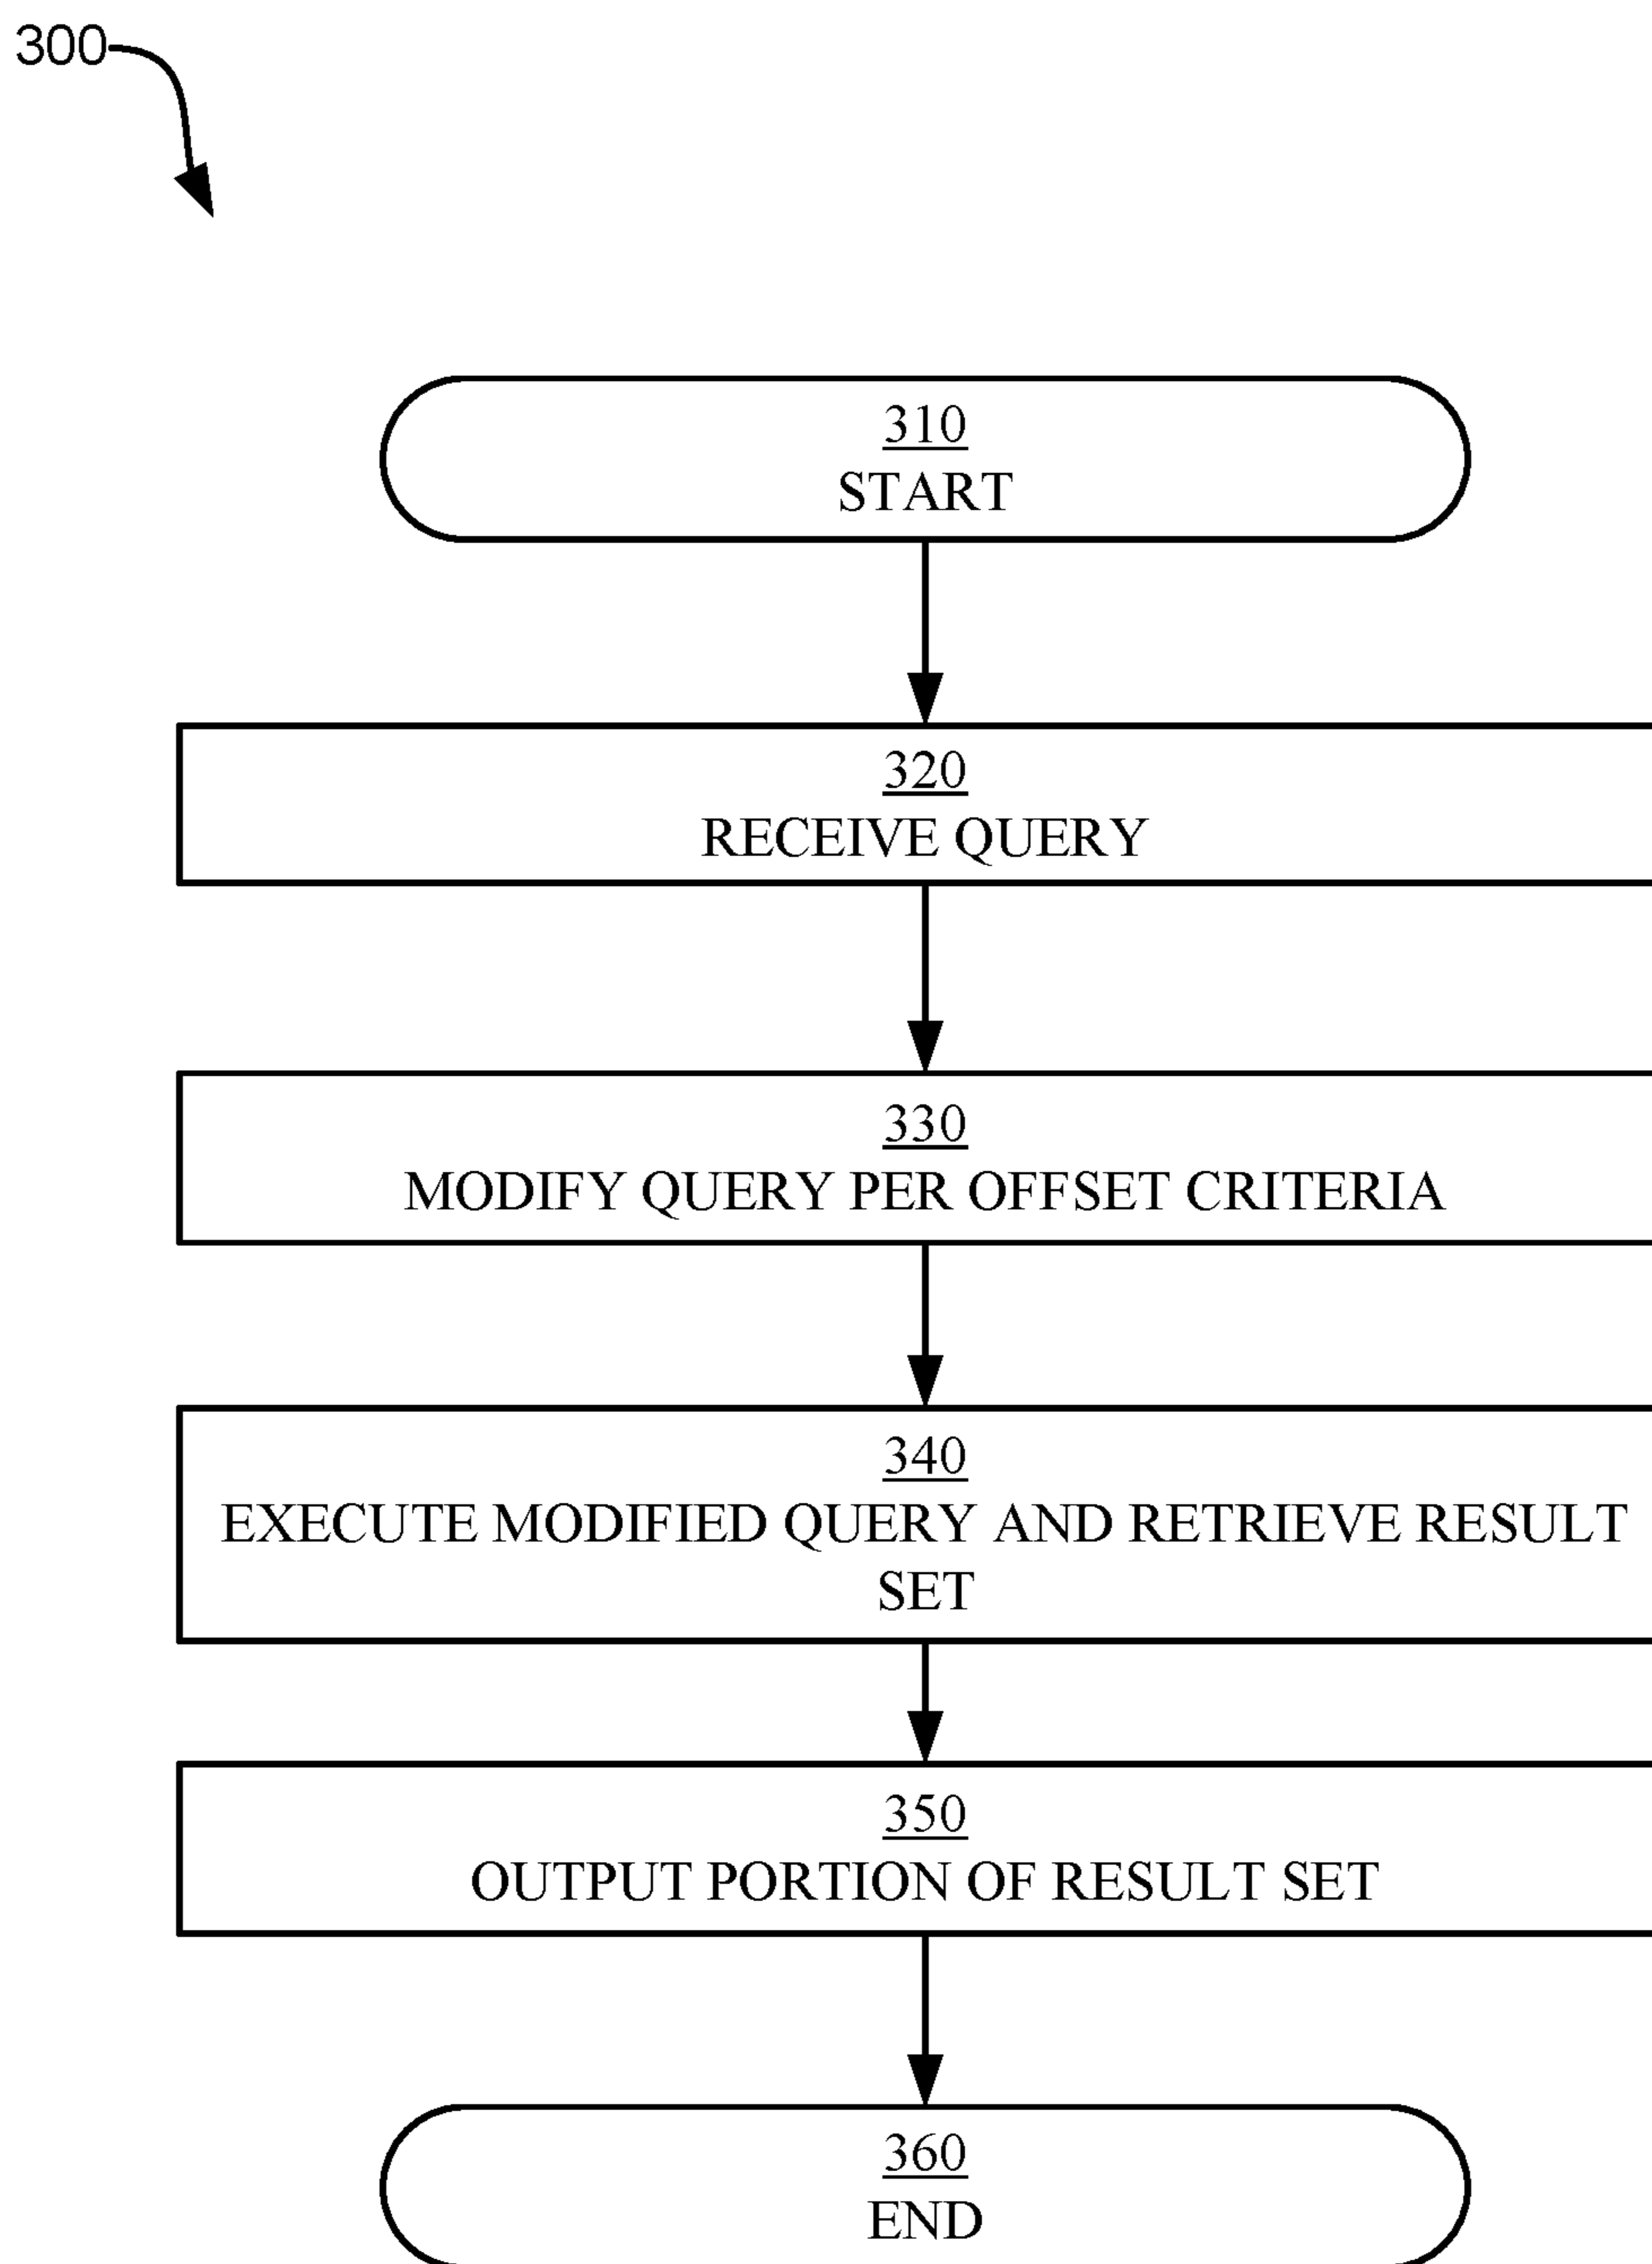 300
310
START
320
RECEIVE QUERY
330
MODIFY QUERY PER OFFSET CRITERIA
340
EXECUTE MODIFIED QUERY AND RETRIEVE RESULT
SET
350
OUTPUT PORTION OF RESULT SET
360
END